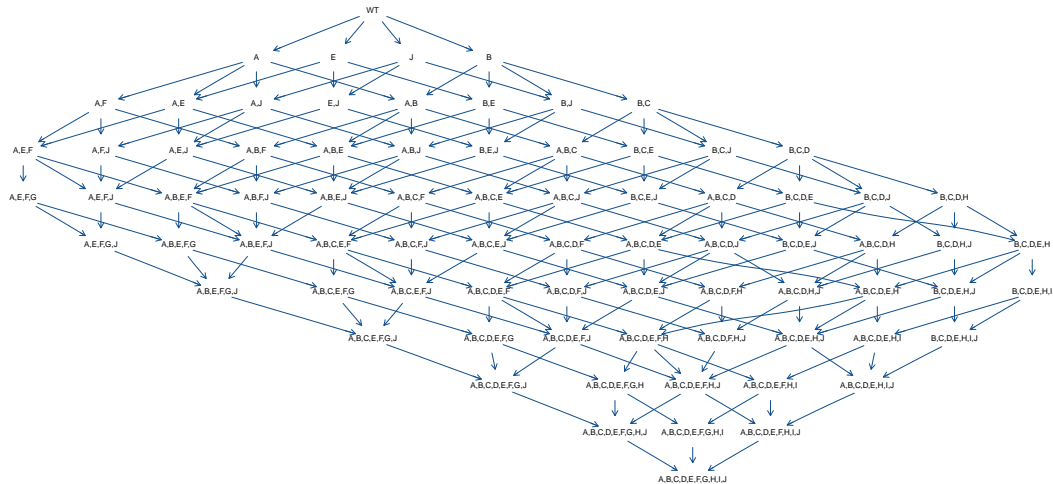 WT
A E J B
A,F A,E A,J E,J A,B B,E B,J B,C
A,E,F A,F,J A,E,J A,B,F A,B,E A,B,J B,E,J A,B,C B,C,E B,C,J B,C,D
A,E,F,G A,E,F,J A,B,E,F A,B,F,J A,B,E,J A,B,C,F A,B,C,E A,B,C,J B,C,E,J A,B,C,D B,C,D,E B,C,D,J B,C,D,H
A,E,F,G,J A,B,E,F,G A,B,E,F,J A,B,C,E,F A,B,C,F,J A,B,C,E,J A,B,C,D,F A,B,C,D,E A,B,C,D,J B,C,D,E,J A,B,C,D,H B,C,D,H,J B,C,D,E,H
A,B,E,F,G,J A,B,C,E,F,G A,B,C,E,F,J A,B,C,D,E,F A,B,C,D,F,J A,B,C,D,E,J A,B,C,D,F,H A,B,C,D,H,J A,B,C,D,E,H B,C,D,E,H,J B,C,D,E,H,I
A,B,C,E,F,G,J A,B,C,D,E,F,G A,B,C,D,E,F,J A,B,C,D,E,F,H A,B,C,D,F,H,J A,B,C,D,E,H,J A,B,C,D,E,H,I B,C,D,E,H,I,J
A,B,C,D,E,F,G,J A,B,C,D,E,F,G,H A,B,C,D,E,F,H,J A,B,C,D,E,F,H,I A,B,C,D,E,H,I,J
A,B,C,D,E,F,G,H,J A,B,C,D,E,F,G,H,I A,B,C,D,E,F,H,I,J
A,B,C,D,E,F,G,H,I,J